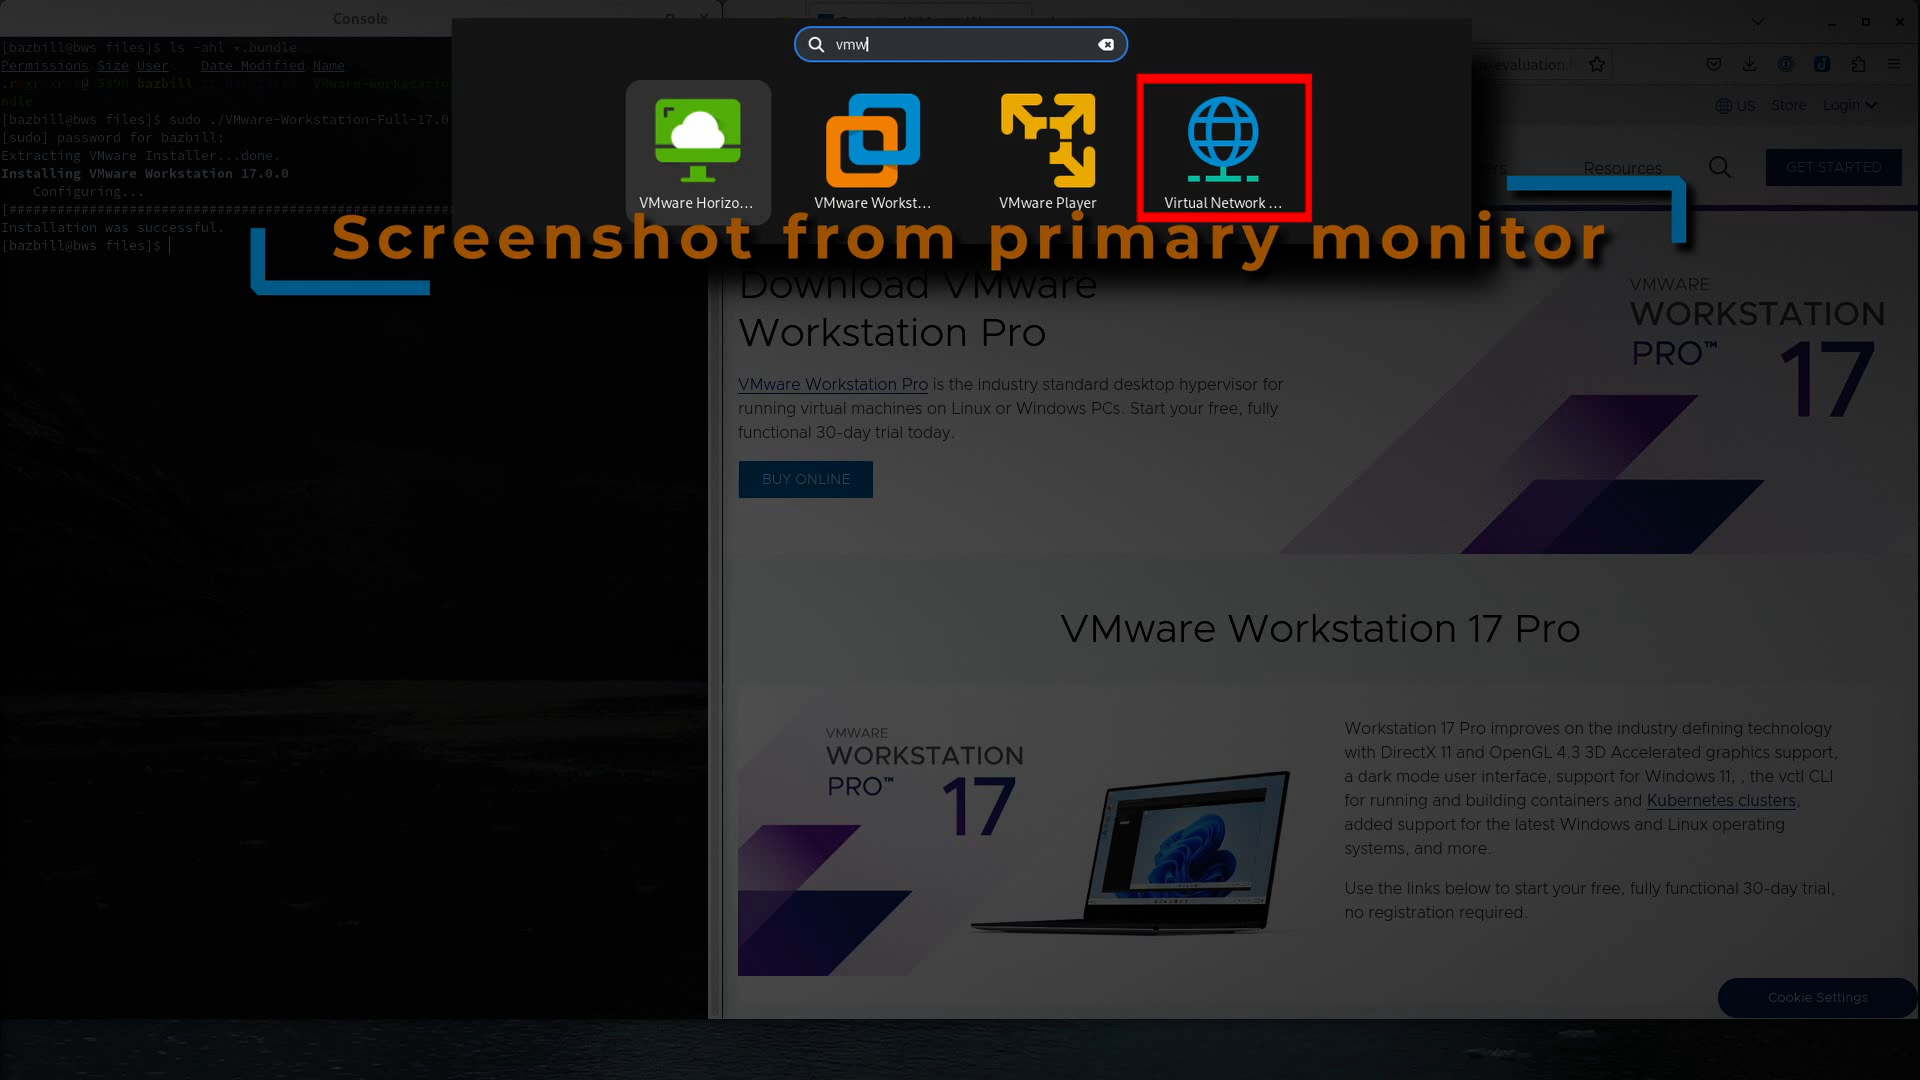 Console
[bazbill@bws files]$ ls -ahl *.bundle
Permissions Size User Date Modified Name
bazbill VMware-Workstation
ndle
[bazbill@bws files]$ sudo ./VMware-Workstation-Full-17.0
[sudo] password for bazbill:
Extracting VMware Installer...done.
Installing VMware Workstation 17.0.0
Configuring...
Installation was successful.
[bazbill@bws files]$
vmw
VMware Horizo...
VMware Workst...
VMware Player
Virtual Network ...
Screenshot from primary monitor
-evaluation.
US Store Login
Resources
GET STARTED
Download VMware
Workstation Pro
VMware Workstation Pro is the industry standard desktop hypervisor for
running virtual machines on Linux or Windows PCs. Start your free, fully
functional 30-day trial today.
BUY ONLINE
VMWARE
WORKSTATION
PRO™ 17
VMware Workstation 17 Pro
VMWARE
WORKSTATION
PRO™ 17
Workstation 17 Pro improves on the industry defining technology
with DirectX 11 and OpenGL 4.3 3D Accelerated graphics support,
a dark mode user interface, support for Windows 11, , the vctl CLI
for running and building containers and Kubernetes clusters,
added support for the latest Windows and Linux operating
systems, and more.
Use the links below to start your free, fully functional 30-day trial,
no registration required.
Cookie Settings